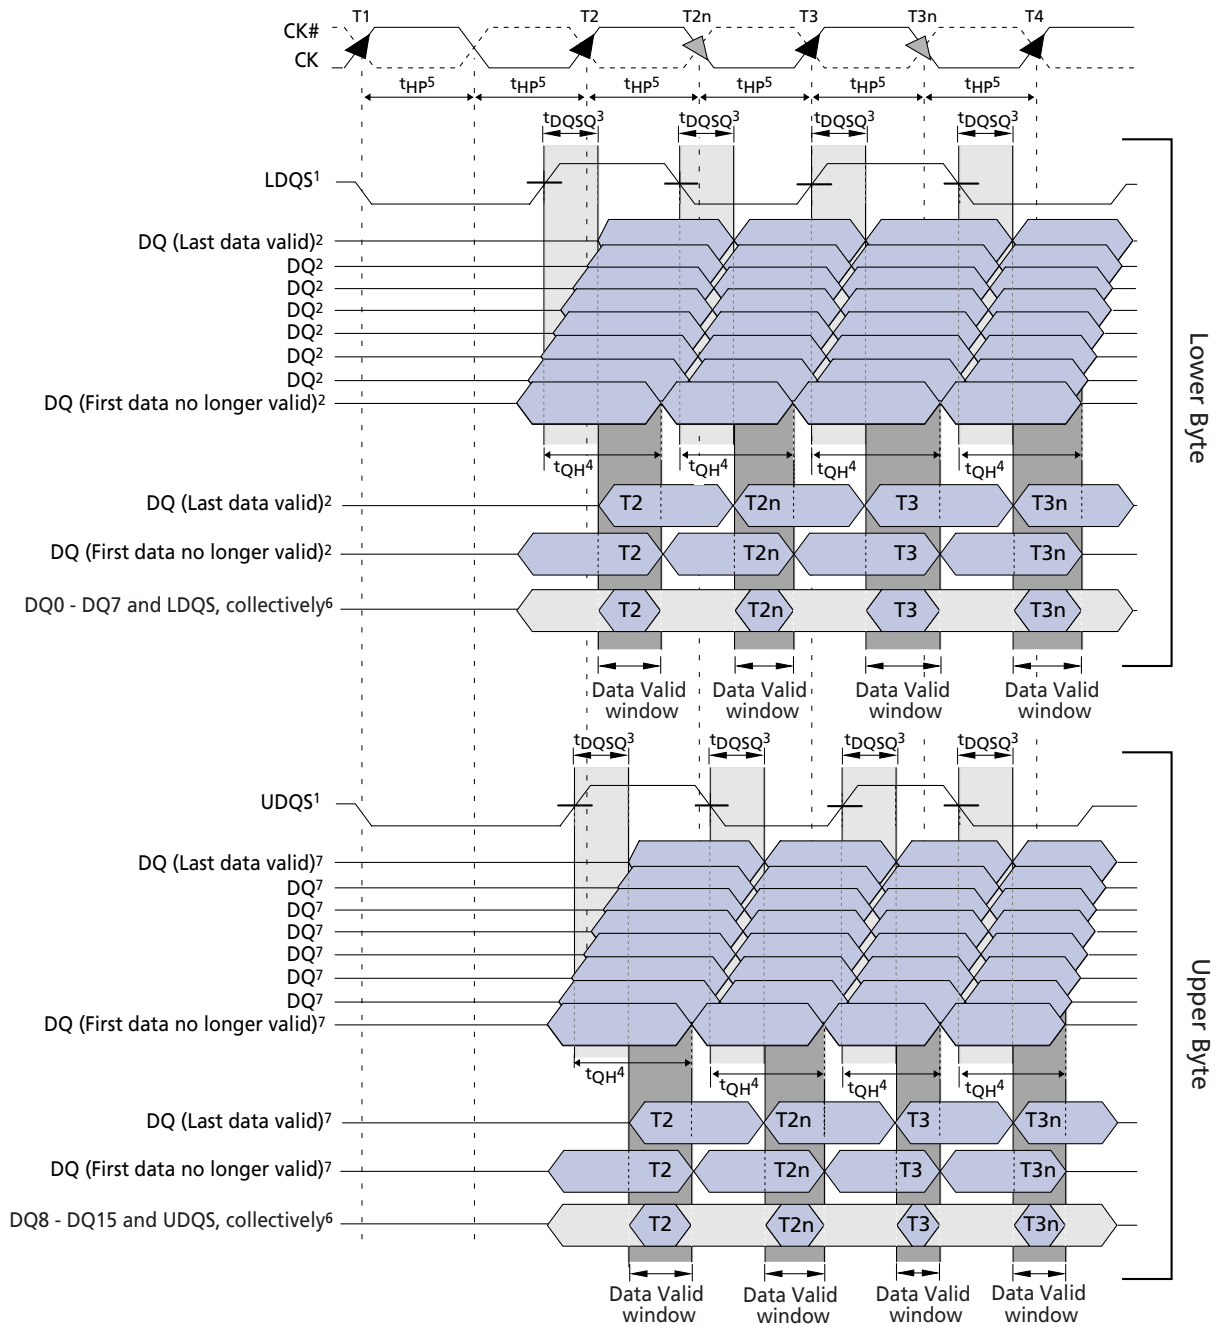 T1 T2 T2n T3 T3n T4
CK#
CK
tHP5 tHP5 tHP5 tHP5 tHP5 tHP5
tDQSQ3 tDQSQ3 tDQSQ3 tDQSQ3
LDQS1
DQ (Last data valid)2
DQ2
DQ2
DQ2
DQ2
DQ2
DQ2
DQ (First data no longer valid)2
tQH4 tQH4 tQH4 tQH4
DQ (Last data valid)2 T2 T2n T3 T3n
DQ (First data no longer valid)2 T2 T2n T3 T3n
DQ0 - DQ7 and LDQS, collectively6 T2 T2n T3 T3n
Data Valid window Data Valid window Data Valid window Data Valid window
Lower Byte
tDQSQ3 tDQSQ3 tDQSQ3 tDQSQ3
UDQS1
DQ (Last data valid)7
DQ7
DQ7
DQ7
DQ7
DQ7
DQ7
DQ (First data no longer valid)7
tQH4 tQH4 tQH4 tQH4
DQ (Last data valid)7 T2 T2n T3 T3n
DQ (First data no longer valid)7 T2 T2n T3 T3n
DQ8 - DQ15 and UDQS, collectively6 T2 T2n T3 T3n
Data Valid window Data Valid window Data Valid window Data Valid window
Upper Byte